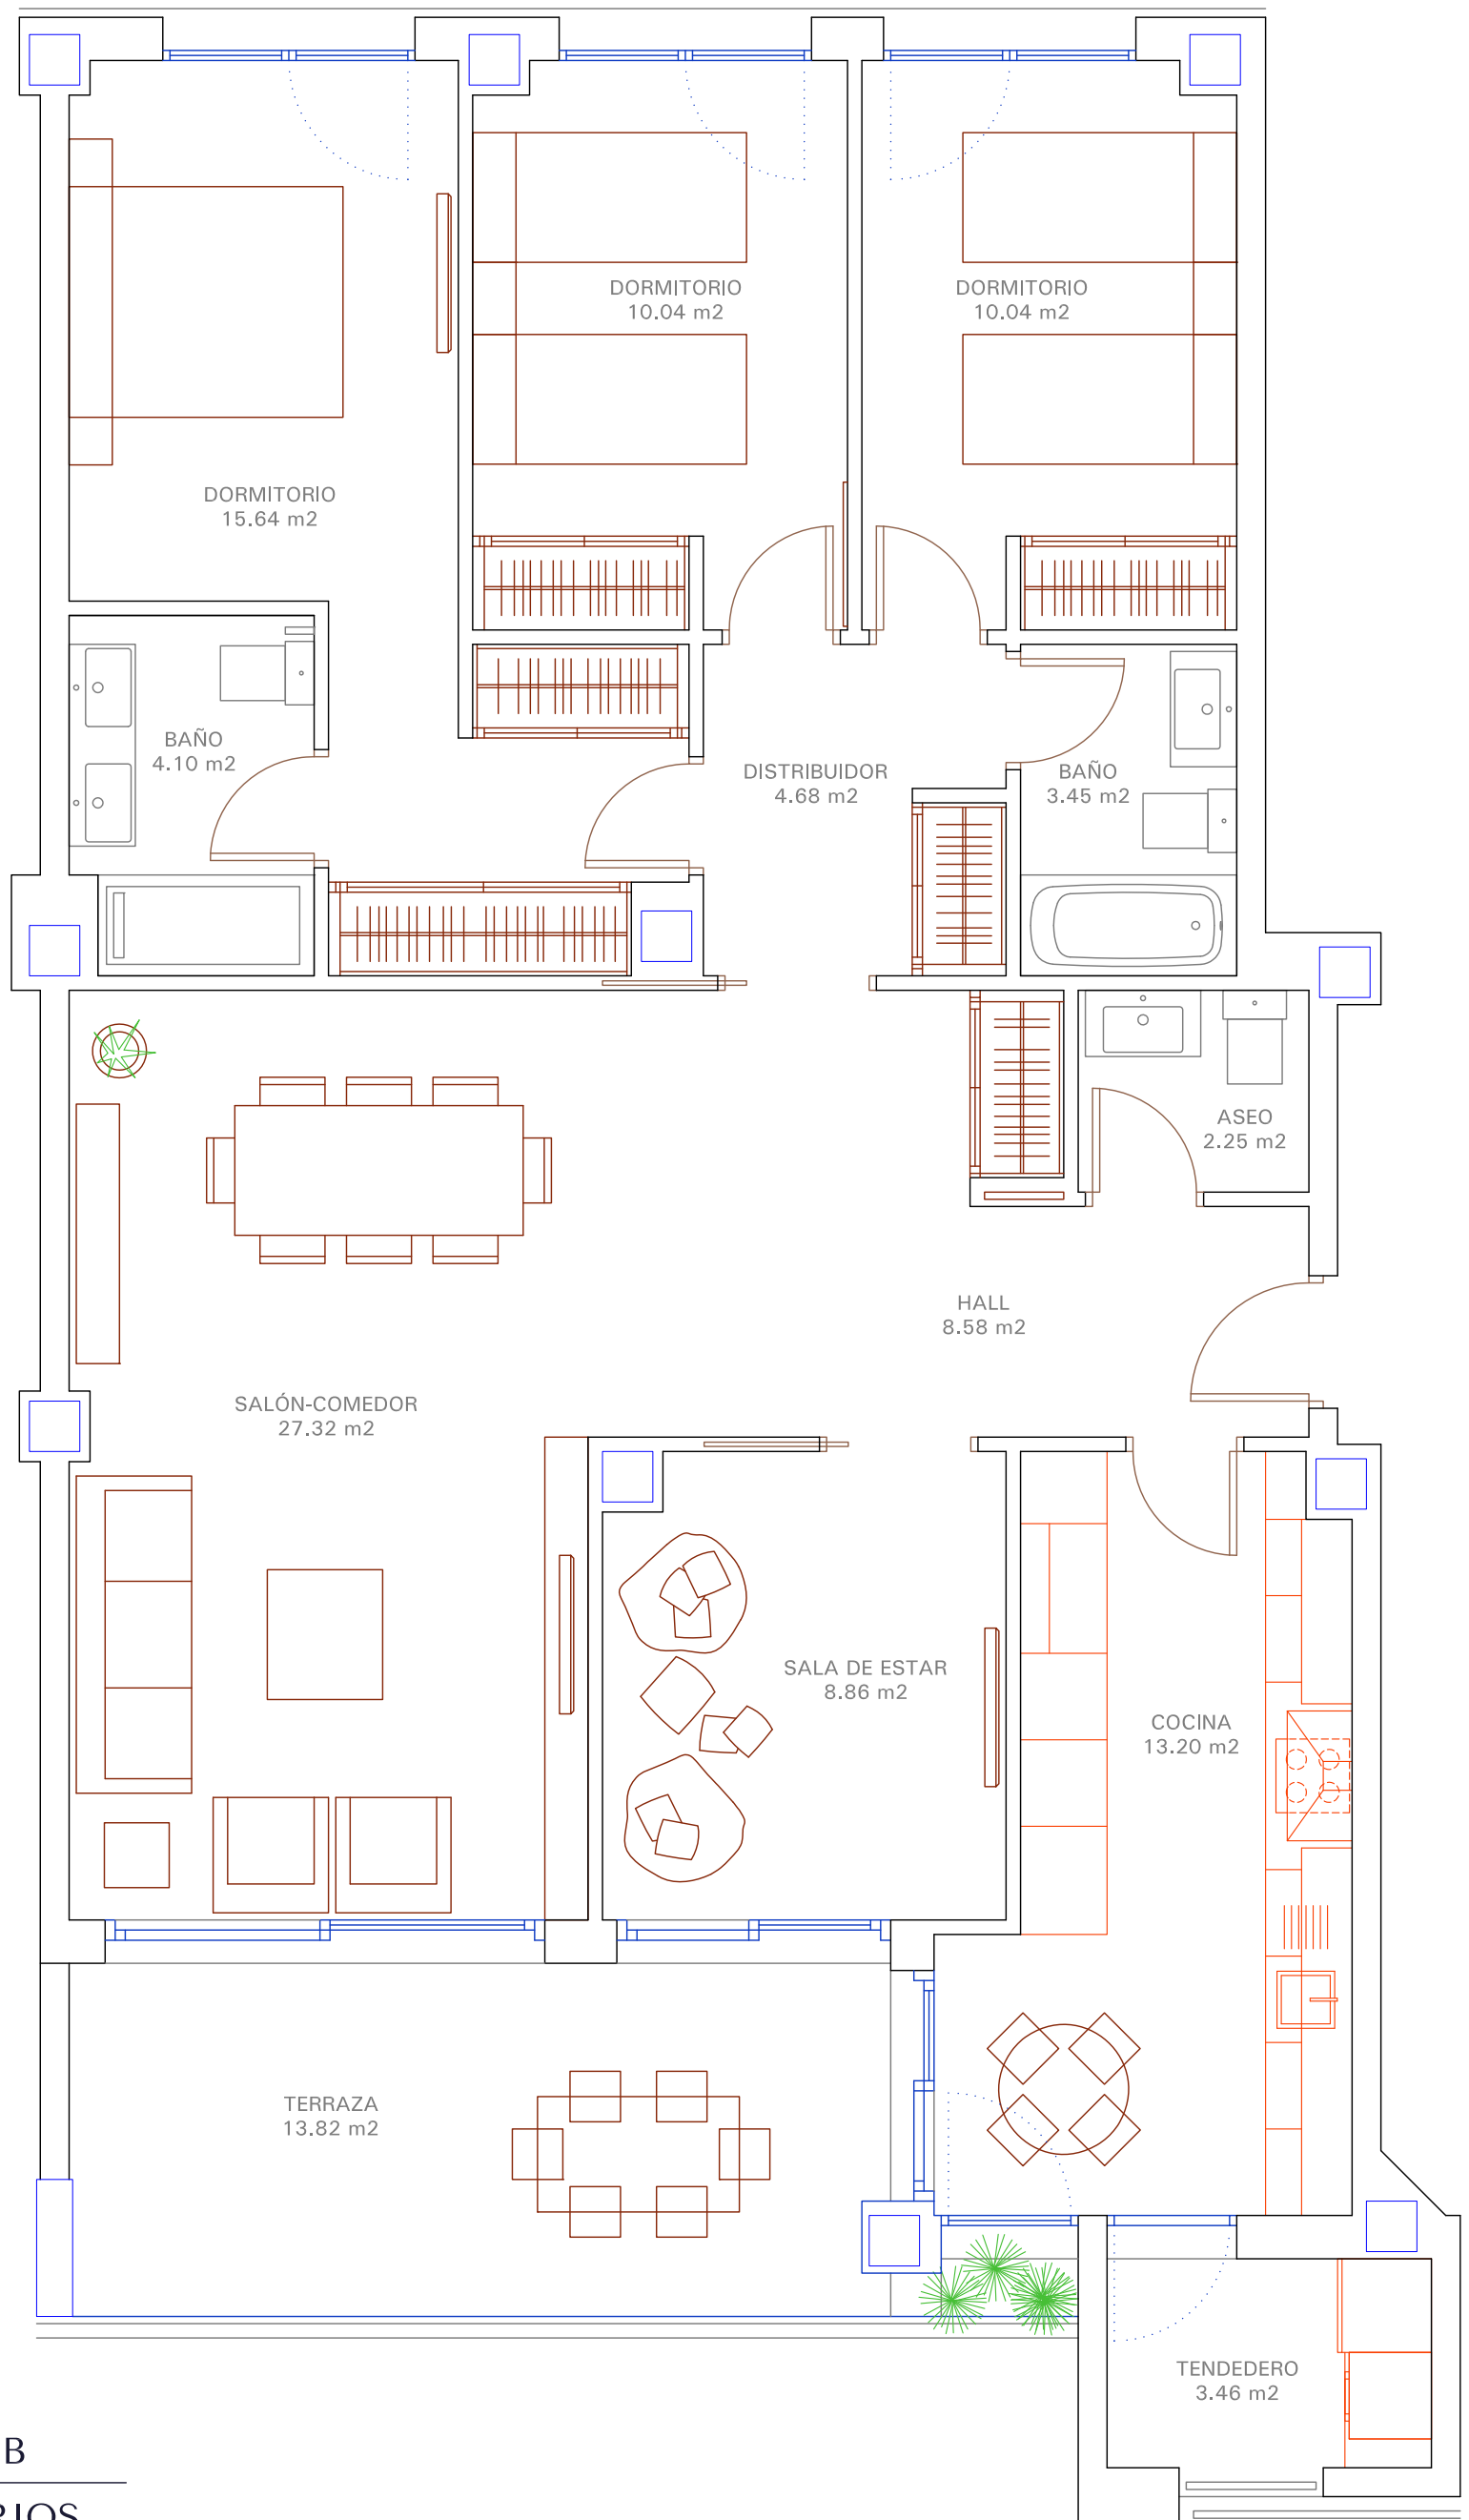 DORMITORIO
10.04 m2
DORMITORIO
10.04 m2
DORMITORIO
15.64 m2
BAÑO
4.10 m2
DISTRIBUIDOR
4.68 m2
BAÑO
3.45 m2
ASEO
2.25 m2
HALL
8.58 m2
SALÓN-COMEDOR
27.32 m2
SALA DE ESTAR
8.86 m2
COCINA
13.20 m2
TERRAZA
13.82 m2
TENDEDERO
3.46 m2
B